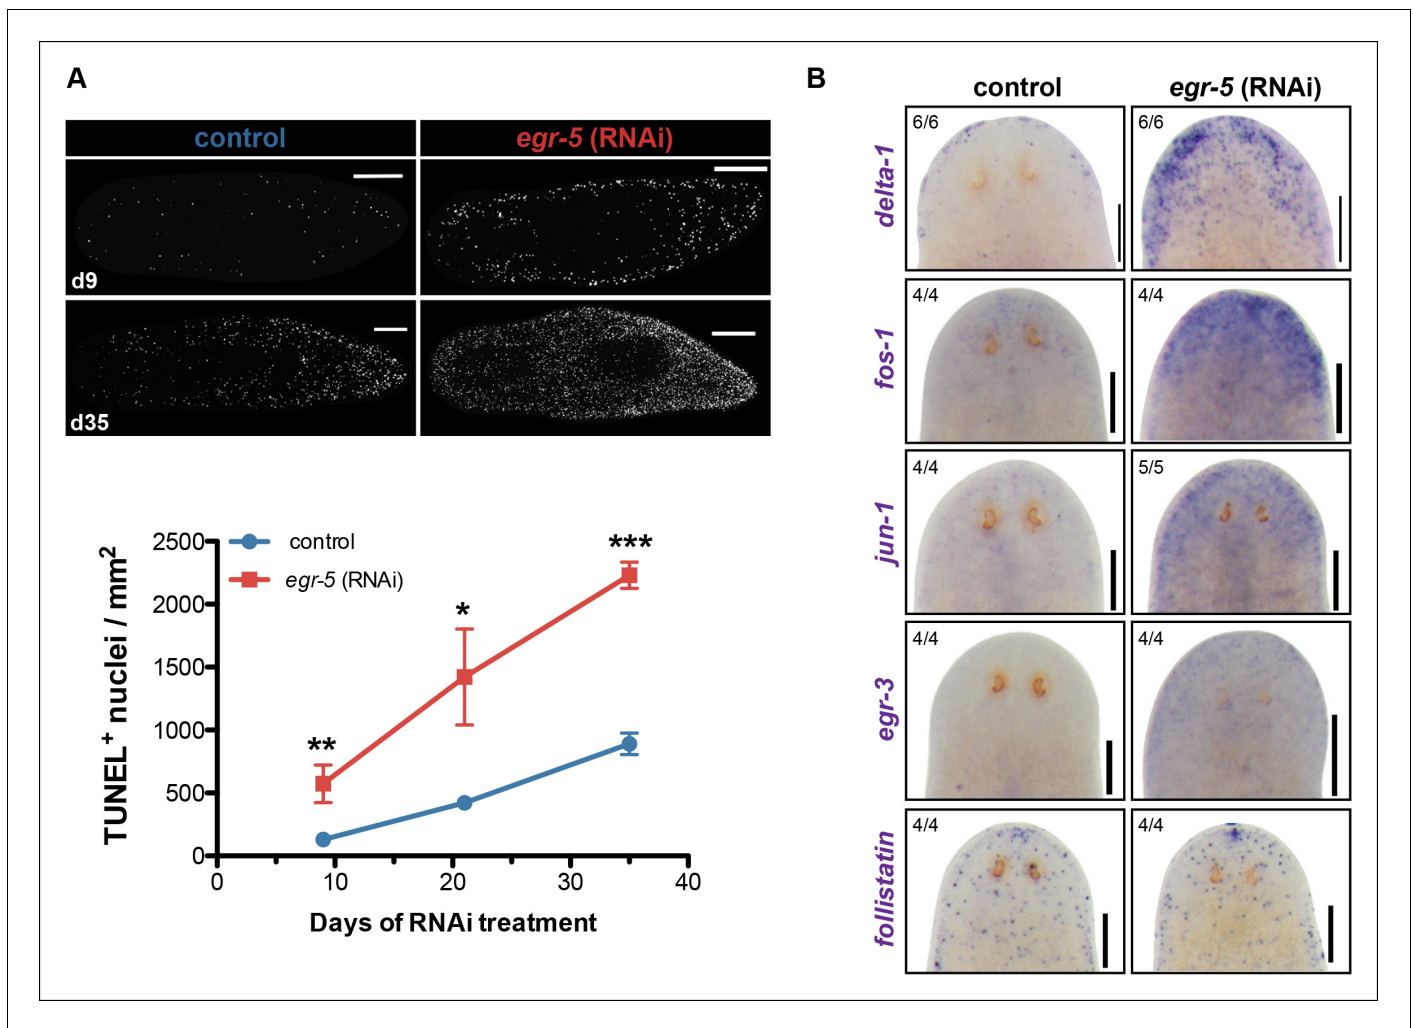 A
control
egr-5 (RNAi)
d9
d35
TUNEL+ nuclei / mm2
2500
2000
1500
1000
500
0
control
egr-5 (RNAi)
**
*
***
0 10 20 30 40
Days of RNAi treatment
B
control
egr-5 (RNAi)
delta-1
6/6
6/6
fos-1
4/4
4/4
jun-1
4/4
5/5
egr-3
4/4
4/4
follistatin
4/4
4/4